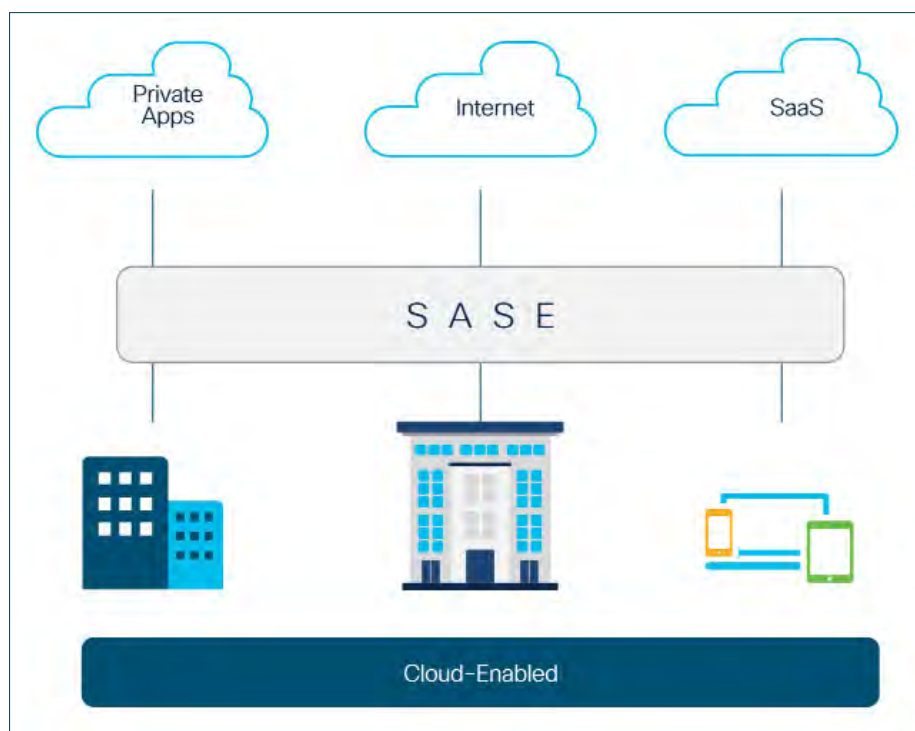 Private
Apps
Internet
SaaS
S A S E
Cloud-Enabled